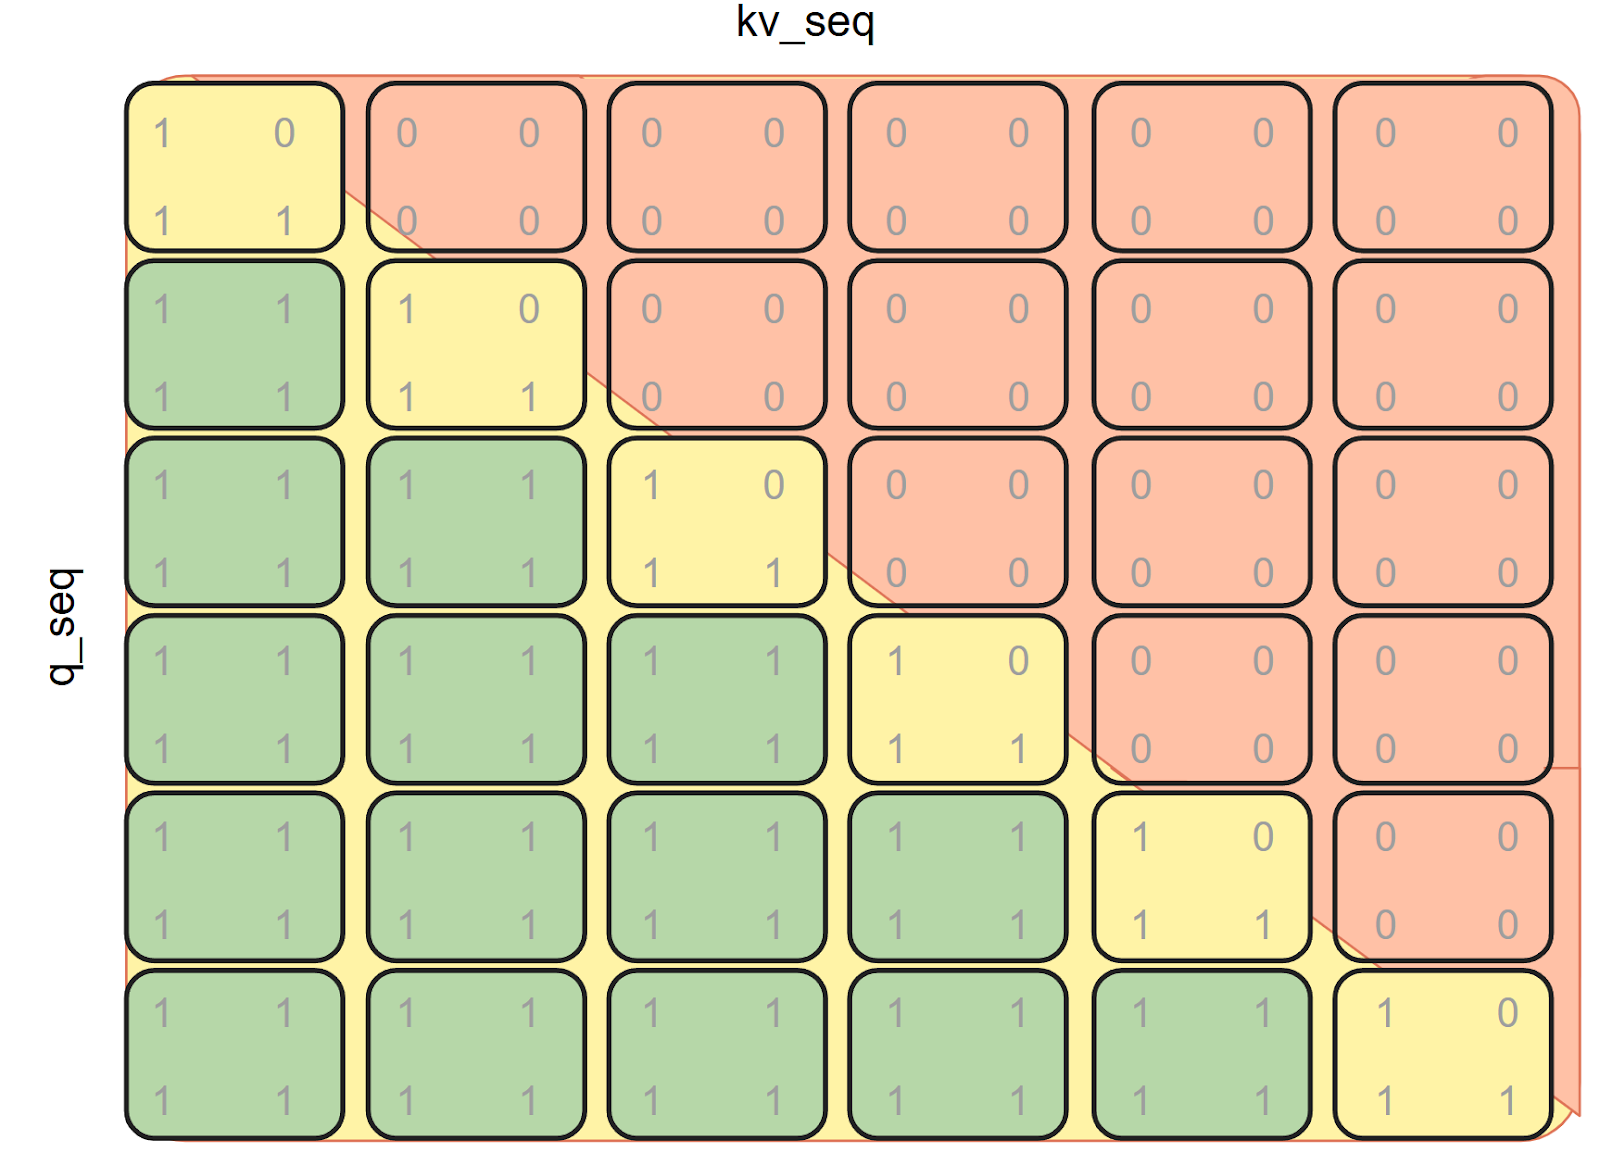 kv_seq
1 0 0 0 0 0 0 0 0 0 0 0
1 1 0 0 0 0 0 0 0 0 0 0
1 1 1 0 0 0 0 0 0 0 0 0
1 1 1 1 0 0 0 0 0 0 0 0
1 1 1 1 1 0 0 0 0 0 0 0
1 1 1 1 1 1 0 0 0 0 0 0
q_seq
1 1 1 1 1 1 1 0 0 0 0 0
1 1 1 1 1 1 1 1 0 0 0 0
1 1 1 1 1 1 1 1 1 0 0 0
1 1 1 1 1 1 1 1 1 1 0 0
1 1 1 1 1 1 1 1 1 1 1 0
1 1 1 1 1 1 1 1 1 1 1 1